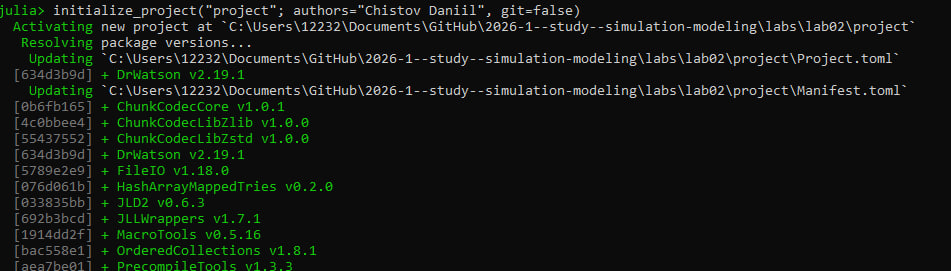 julia> initialize_project("project"; authors="Chistov Daniil", git=false)
Activating new project at `C:\Users\12232\Documents\GitHub\2026-1--study--simulation-modeling\labs\lab02\project`
Resolving package versions...
Updating `C:\Users\12232\Documents\GitHub\2026-1--study--simulation-modeling\labs\lab02\project\Project.toml`
[634d3b9d] + DrWatson v2.19.1
Updating `C:\Users\12232\Documents\GitHub\2026-1--study--simulation-modeling\labs\lab02\project\Manifest.toml`
[0b6fb165] + ChunkCodecCore v1.0.1
[4c0bbee4] + ChunkCodecLibZlib v1.0.0
[55437552] + ChunkCodecLibZstd v1.0.0
[634d3b9d] + DrWatson v2.19.1
[5789e2e9] + FileIO v1.18.0
[076d061b] + HashArrayMappedTries v0.2.0
[033835bb] + JLD2 v0.6.3
[692b3bcd] + JLLWrappers v1.7.1
[1914dd2f] + MacroTools v0.5.16
[bac558e1] + OrderedCollections v1.8.1
[aea7be01] + PrecompileTools v1.3.3